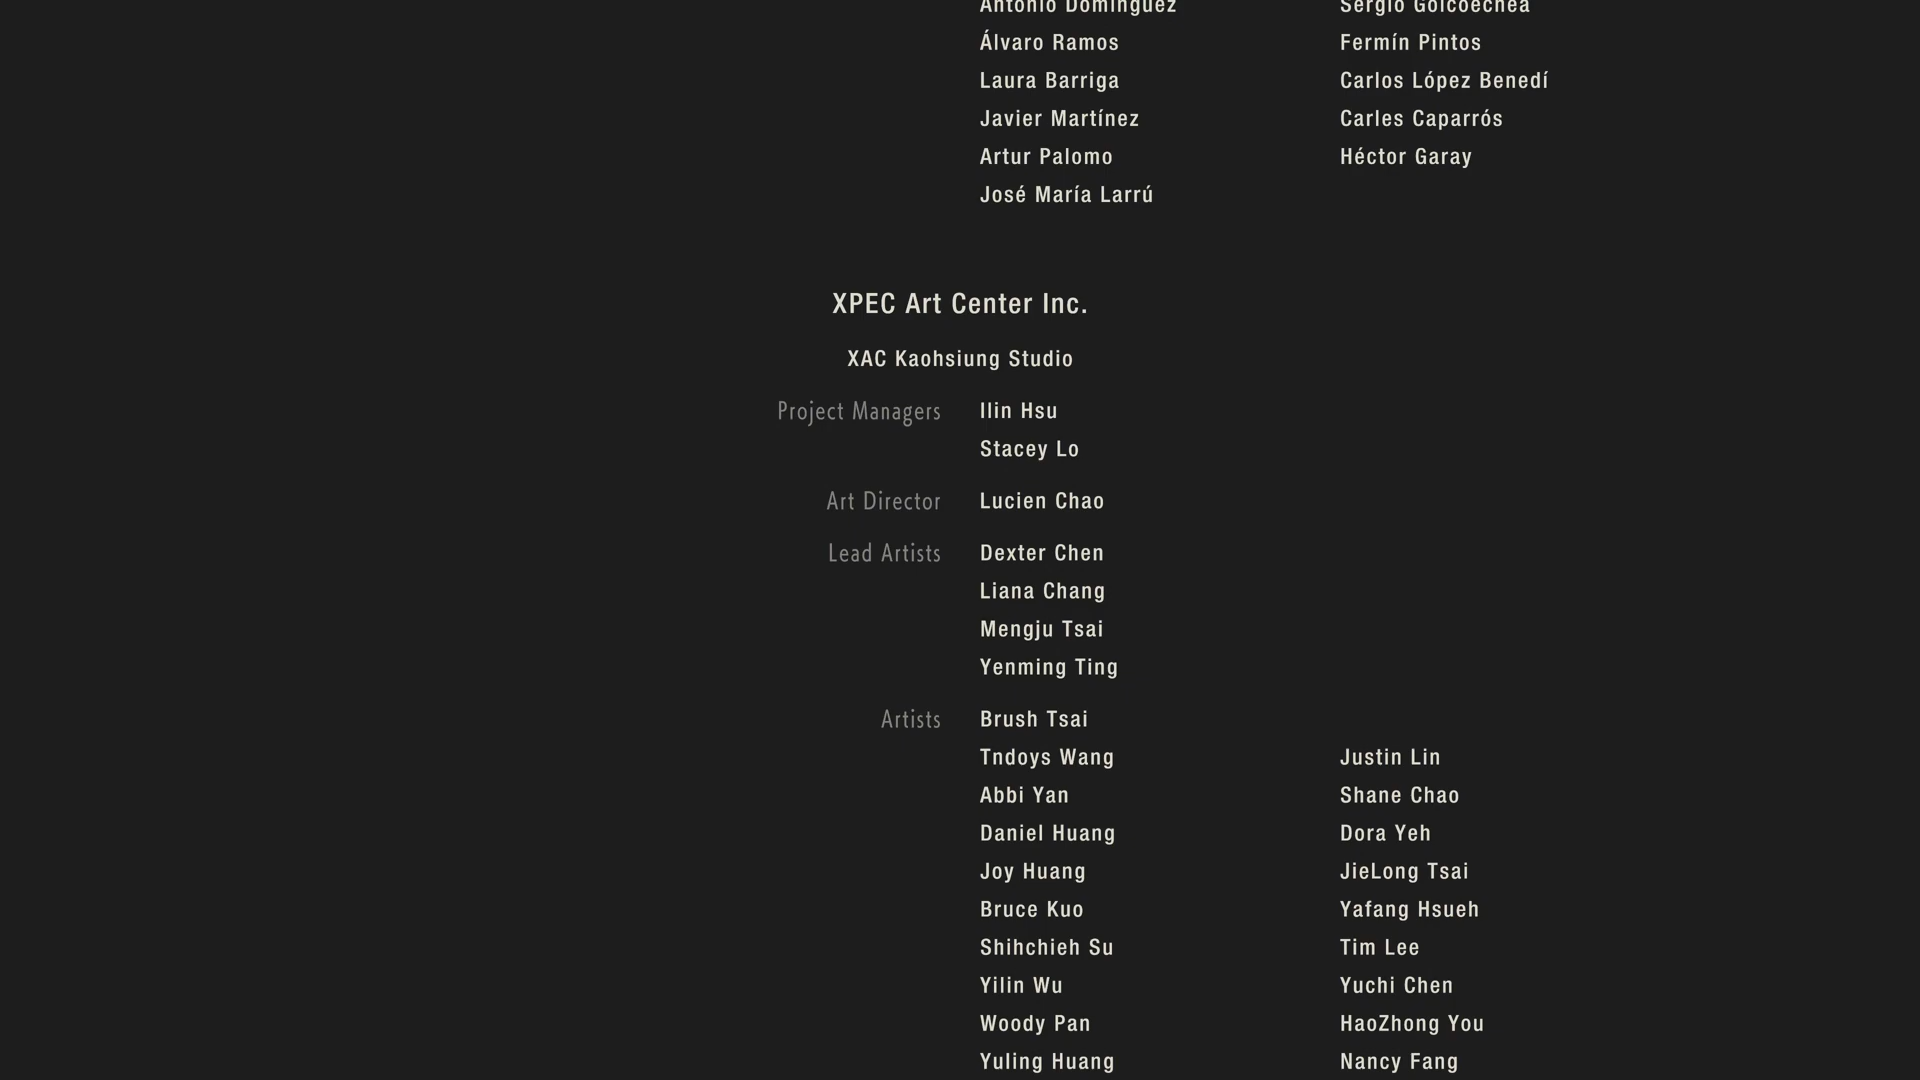 Antonio Domínguez Sergio Goicoechea
Álvaro Ramos Fermín Pintos
Laura Barriga Carlos López Benedí
Javier Martínez Carles Caparrós
Artur Palomo Héctor Garay
José María Larrú
XPEC Art Center Inc.
XAC Kaohsiung Studio
Project Managers Ilin Hsu
Stacey Lo
Art Director Lucien Chao
Lead Artists Dexter Chen
Liana Chang
Mengju Tsai
Yenming Ting
Artists Brush Tsai
Tndoys Wang Justin Lin
Abbi Yan Shane Chao
Daniel Huang Dora Yeh
Joy Huang JieLong Tsai
Bruce Kuo Yafang Hsueh
Shihchieh Su Tim Lee
Yilin Wu Yuchi Chen
Woody Pan HaoZhong You
Yuling Huang Nancy Fang